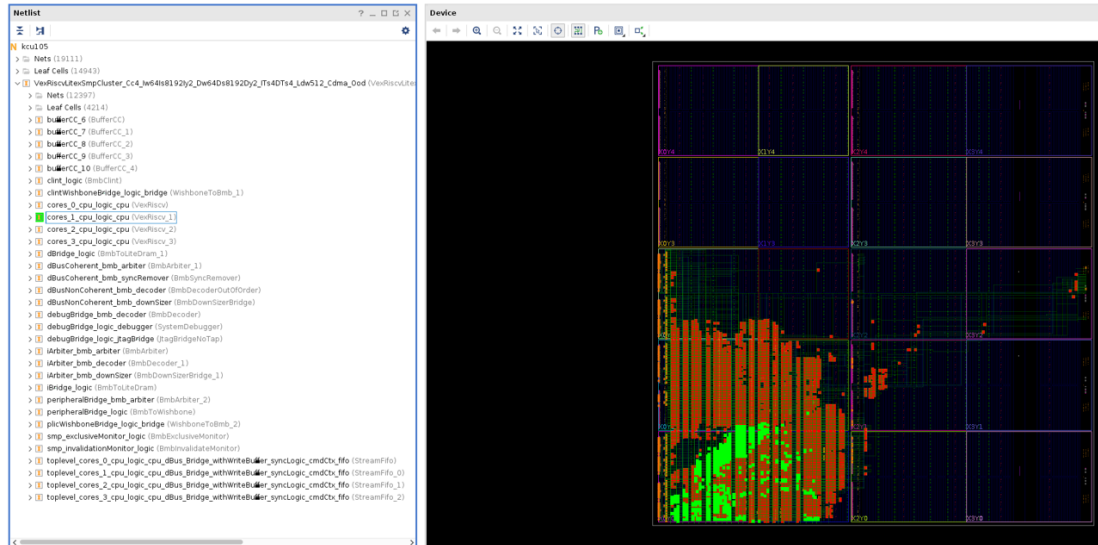 Netlist
kcu105
Nets (19111)
Leaf Cells (14943)
VexRiscvLitexSmpCluster_Cc4_Iw64Is8192Iy2_Dw64Ds8192Dy2_ITs4DTs4_Ldw512_Cdma_Ood (VexRiscvLite
Nets (12397)
Leaf Cells (4214)
bufferCC_6 (BufferCC)
bufferCC_7 (BufferCC_1)
bufferCC_8 (BufferCC_2)
bufferCC_9 (BufferCC_3)
bufferCC_10 (BufferCC_4)
clint_logic (BmbClint)
clintWishboneBridge_logic_bridge (WishboneToBmb_1)
cores_0_cpu_logic_cpu (VexRiscv)
cores_1_cpu_logic_cpu (VexRiscv_1)
cores_2_cpu_logic_cpu (VexRiscv_2)
cores_3_cpu_logic_cpu (VexRiscv_3)
dBridge_logic (BmbToLiteDram_1)
dBusCoherent_bmb_arbiter (BmbArbiter_1)
dBusCoherent_bmb_syncRemover (BmbSyncRemover)
dBusNonCoherent_bmb_decoder (BmbDecoderOutOfOrder)
dBusNonCoherent_bmb_downSizer (BmbDownSizerBridge)
debugBridge_bmb_decoder (BmbDecoder)
debugBridge_logic_debugger (SystemDebugger)
debugBridge_logic_jtagBridge (JtagBridgeNoTap)
iArbiter_bmb_arbiter (BmbArbiter)
iArbiter_bmb_decoder (BmbDecoder_1)
iArbiter_bmb_downSizer (BmbDownSizerBridge_1)
iBridge_logic (BmbToLiteDram)
peripheralBridge_bmb_arbiter (BmbArbiter_2)
peripheralBridge_logic (BmbToWishbone)
plicWishboneBridge_logic_bridge (WishboneToBmb_2)
smp_exclusiveMonitor_logic (BmbExclusiveMonitor)
smp_invalidationMonitor_logic (BmbInvalidateMonitor)
toplevel_cores_0_cpu_logic_cpu_dBus_Bridge_withWriteBuffer_syncLogic_cmdCtx_fifo (StreamFifo)
toplevel_cores_1_cpu_logic_cpu_dBus_Bridge_withWriteBuffer_syncLogic_cmdCtx_fifo (StreamFifo_0)
toplevel_cores_2_cpu_logic_cpu_dBus_Bridge_withWriteBuffer_syncLogic_cmdCtx_fifo (StreamFifo_1)
toplevel_cores_3_cpu_logic_cpu_dBus_Bridge_withWriteBuffer_syncLogic_cmdCtx_fifo (StreamFifo_2)
Device
X0Y4 X1Y4 X2Y4 X3Y4
X0Y3 X1Y3 X2Y3 X3Y3
X2Y2 X3Y2
X2Y1 X3Y1
X2Y0 X3Y0